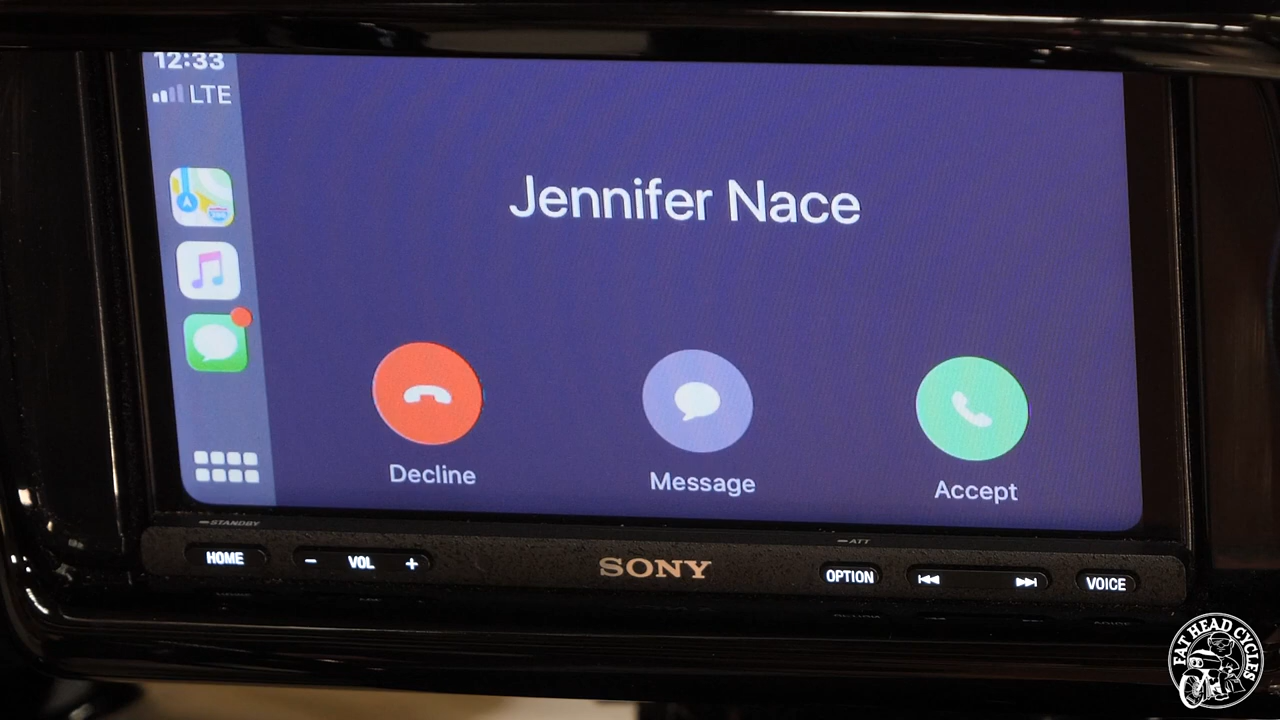 12:33
LTE
Jennifer Nace
Decline
Message
Accept
STANDBY
ATT
HOME
- VOL +
SONY
OPTION
VOICE
FAT HEAD CYCLES